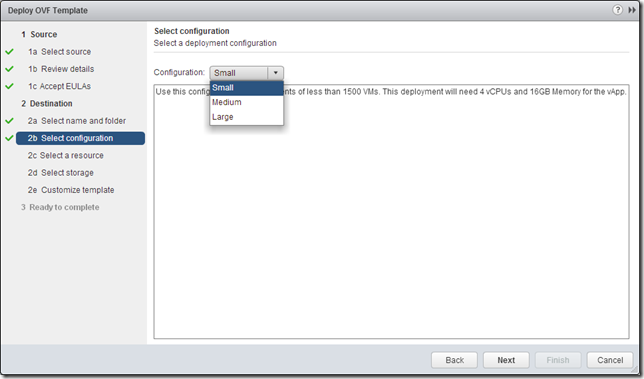 Deploy OVF Template
?
1 Source
1a Select source
1b Review details
1c Accept EULAs
2 Destination
2a Select name and folder
2b Select configuration
2c Select a resource
2d Select storage
2e Customize template
3 Ready to complete
Select configuration
Select a deployment configuration
Configuration: Small
Small
Medium
Large
Use this config ents of less than 1500 VMs. This deployment will need 4 vCPUs and 16GB Memory for the vApp.
Back Next Finish Cancel